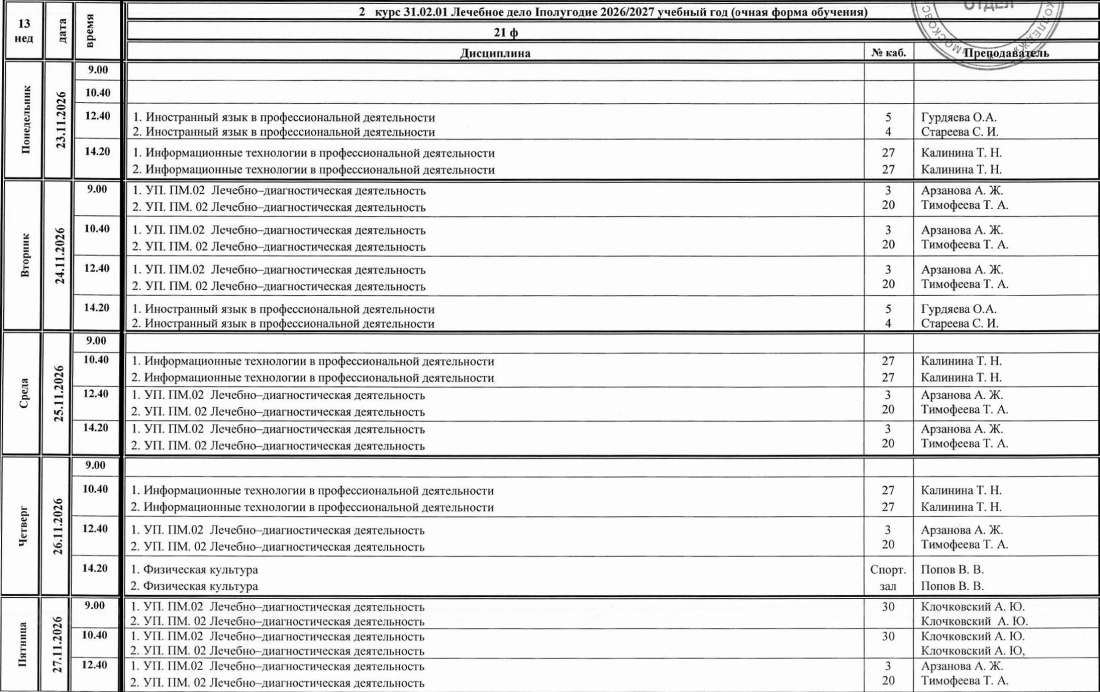 ОТДЕЛ
2 курс 31.02.01 Лечебное дело Iполугодие 2026/2027 учебный год (очная форма обучения)
13 нед дата время
21 ф
Дисциплина № каб. Преподаватель
Понедельник 23.11.2026
9.00
10.40
12.40 1. Иностранный язык в профессиональной деятельности 5 Гурдяева О.А.
2. Иностранный язык в профессиональной деятельности 4 Стареева С. И.
14.20 1. Информационные технологии в профессиональной деятельности 27 Калинина Т. Н.
2. Информационные технологии в профессиональной деятельности 27 Калинина Т. Н.
Вторник 24.11.2026
9.00 1. УП. ПМ.02 Лечебно–диагностическая деятельность 3 Арзанова А. Ж.
2. УП. ПМ. 02 Лечебно–диагностическая деятельность 20 Тимофеева Т. А.
10.40 1. УП. ПМ.02 Лечебно–диагностическая деятельность 3 Арзанова А. Ж.
2. УП. ПМ. 02 Лечебно–диагностическая деятельность 20 Тимофеева Т. А.
12.40 1. УП. ПМ.02 Лечебно–диагностическая деятельность 3 Арзанова А. Ж.
2. УП. ПМ. 02 Лечебно–диагностическая деятельность 20 Тимофеева Т. А.
14.20 1. Иностранный язык в профессиональной деятельности 5 Гурдяева О.А.
2. Иностранный язык в профессиональной деятельности 4 Стареева С. И.
Среда 25.11.2026
9.00
10.40 1. Информационные технологии в профессиональной деятельности 27 Калинина Т. Н.
2. Информационные технологии в профессиональной деятельности 27 Калинина Т. Н.
12.40 1. УП. ПМ.02 Лечебно–диагностическая деятельность 3 Арзанова А. Ж.
2. УП. ПМ. 02 Лечебно–диагностическая деятельность 20 Тимофеева Т. А.
14.20 1. УП. ПМ.02 Лечебно–диагностическая деятельность 3 Арзанова А. Ж.
2. УП. ПМ. 02 Лечебно–диагностическая деятельность 20 Тимофеева Т. А.
Четверг 26.11.2026
9.00
10.40 1. Информационные технологии в профессиональной деятельности 27 Калинина Т. Н.
2. Информационные технологии в профессиональной деятельности 27 Калинина Т. Н.
12.40 1. УП. ПМ.02 Лечебно–диагностическая деятельность 3 Арзанова А. Ж.
2. УП. ПМ. 02 Лечебно–диагностическая деятельность 20 Тимофеева Т. А.
14.20 1. Физическая культура Спорт. Попов В. В.
2. Физическая культура зал Попов В. В.
Пятница 27.11.2026
9.00 1. УП. ПМ.02 Лечебно–диагностическая деятельность 30 Клочковский А. Ю.
2. УП. ПМ. 02 Лечебно–диагностическая деятельность Клочковский А. Ю.
10.40 1. УП. ПМ.02 Лечебно–диагностическая деятельность 30 Клочковский А. Ю.
2. УП. ПМ. 02 Лечебно–диагностическая деятельность Клочковский А. Ю,
12.40 1. УП. ПМ.02 Лечебно–диагностическая деятельность 3 Арзанова А. Ж.
2. УП. ПМ. 02 Лечебно–диагностическая деятельность 20 Тимофеева Т. А.